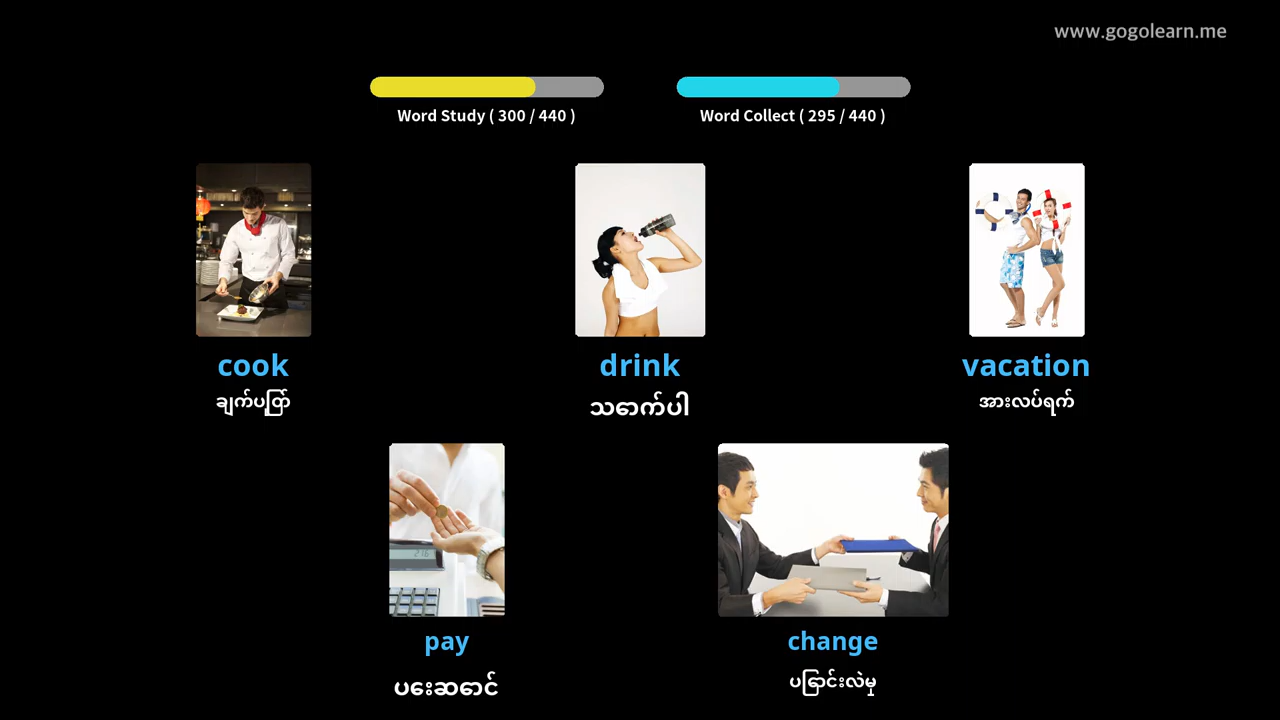 www.gogolearn.me
Word Study ( 300 / 440 )
Word Collect ( 295 / 440 )
cook
ချက်ပြုတ်
drink
သောက်ပါ
vacation
အားလပ်ရက်
pay
ပေးဆောင်
change
ပြောင်းလဲမှု